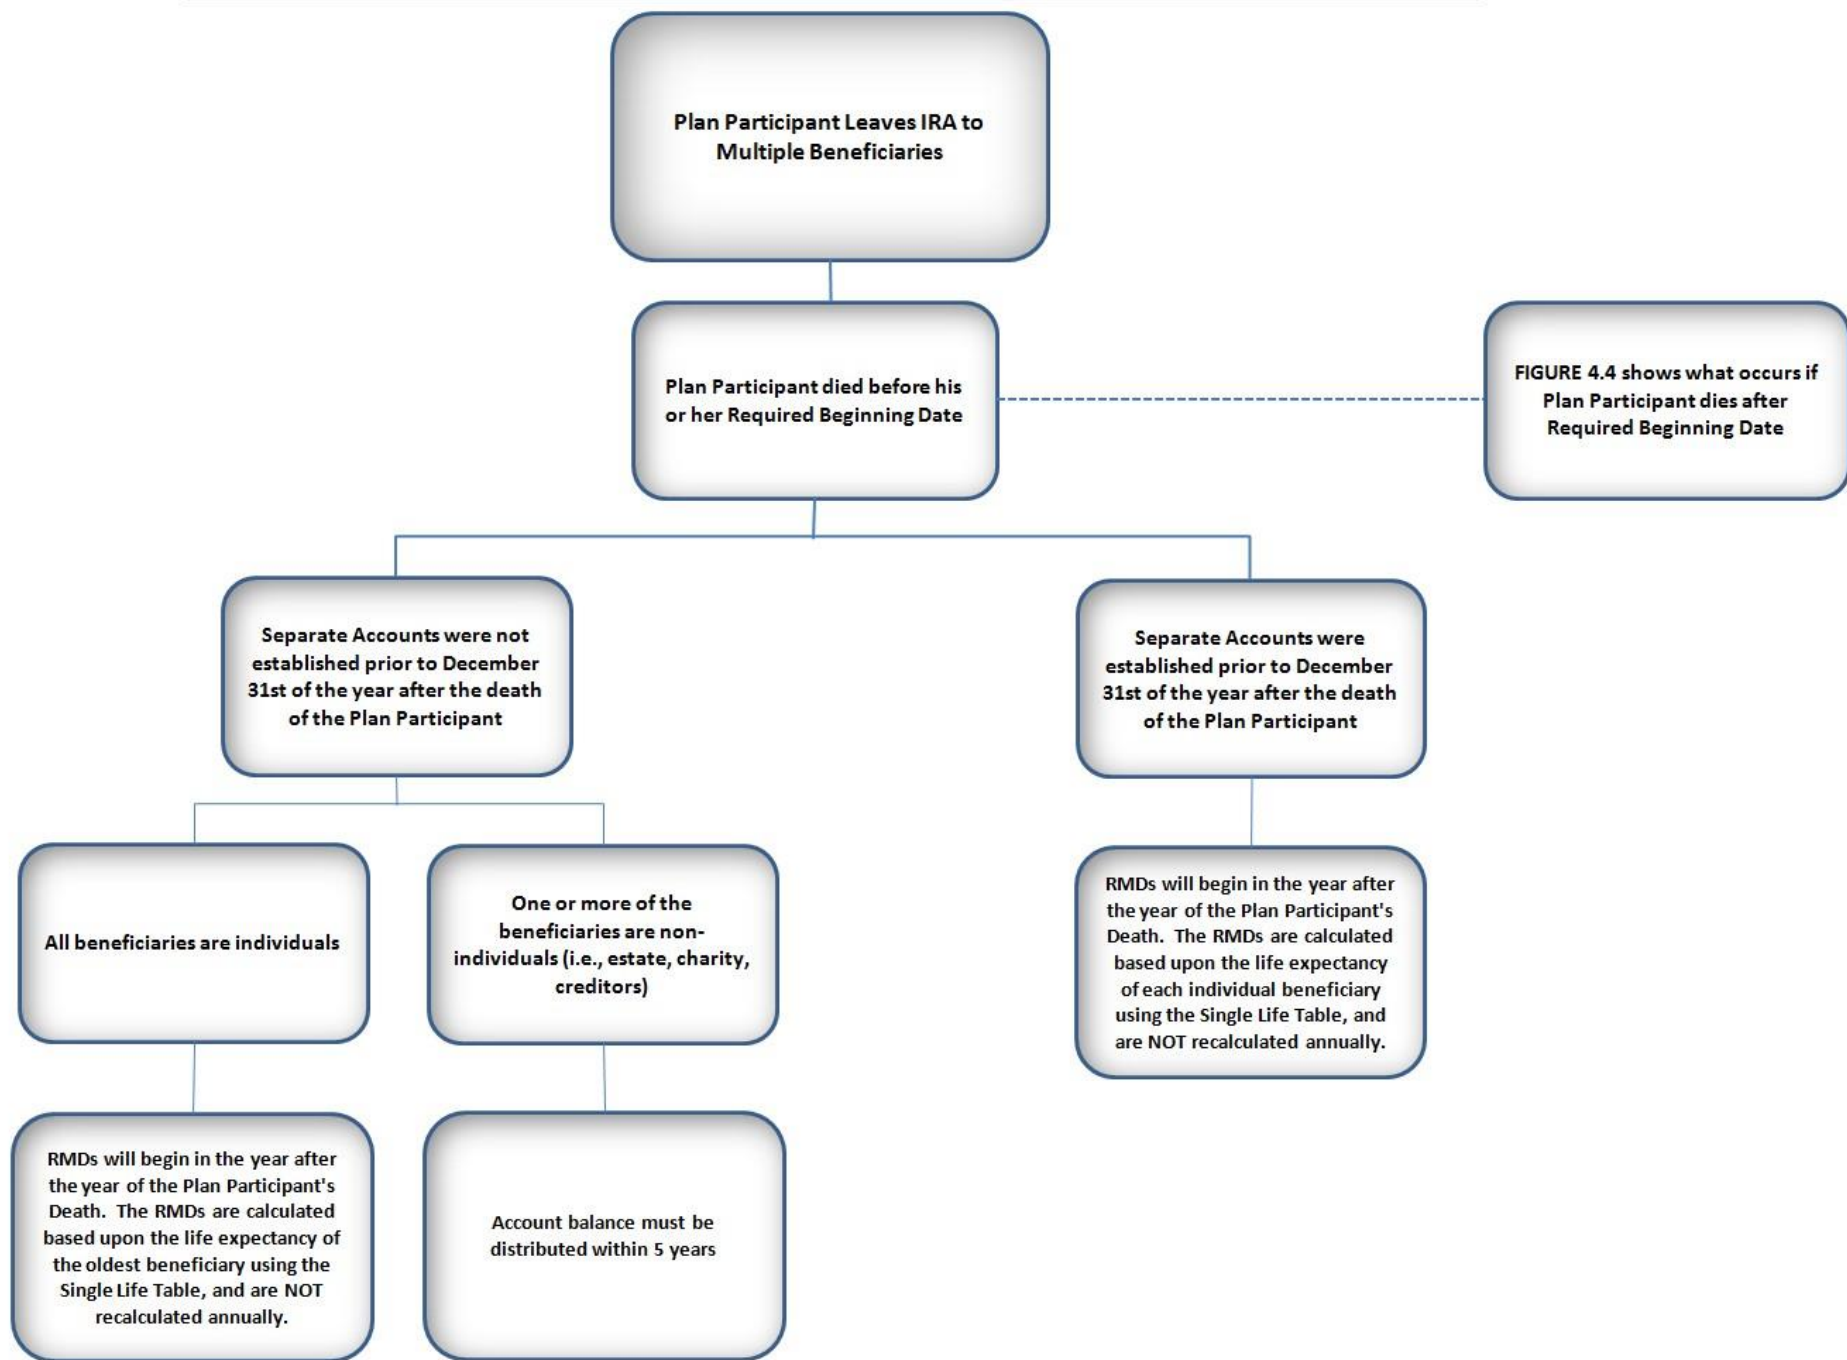 Plan Participant Leaves IRA to
Multiple Beneficiaries
Plan Participant died before his
or her Required Beginning Date
FIGURE 4.4 shows what occurs if
Plan Participant dies after
Required Beginning Date
Separate Accounts were not
established prior to December
31st of the year after the death
of the Plan Participant
Separate Accounts were
established prior to December
31st of the year after the death
of the Plan Participant
All beneficiaries are individuals
One or more of the
beneficiaries are non-
individuals (i.e., estate, charity,
creditors)
RMDs will begin in the year after
the year of the Plan Participant's
Death. The RMDs are calculated
based upon the life expectancy
of each individual beneficiary
using the Single Life Table, and
are NOT recalculated annually.
RMDs will begin in the year after
the year of the Plan Participant's
Death. The RMDs are calculated
based upon the life expectancy of
the oldest beneficiary using the
Single Life Table, and are NOT
recalculated annually.
Account balance must be
distributed within 5 years